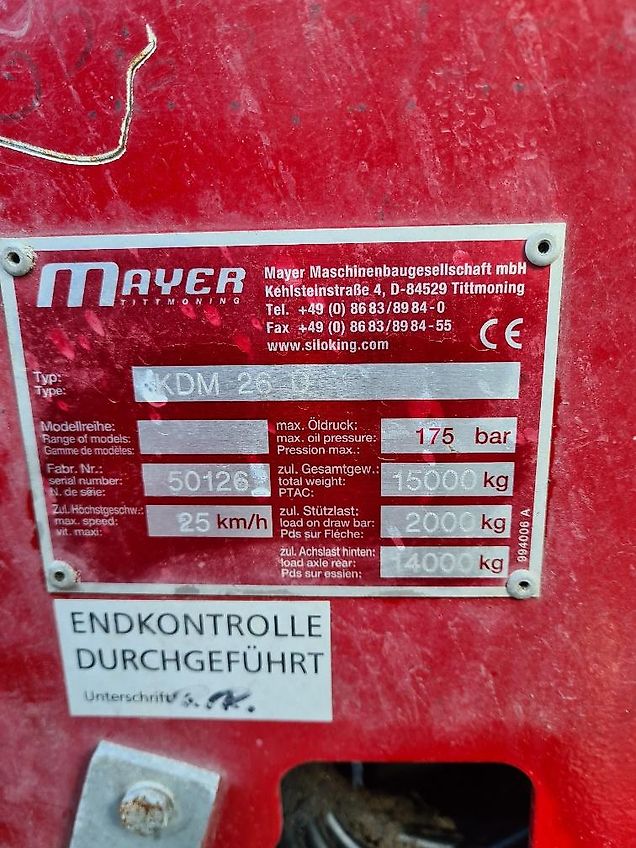 MAYER
TITTMONING
Mayer Maschinenbaugesellschaft mbH
Kehlsteinstraße 4, D-84529 Tittmoning
Tel. +49 (0) 86 83/89 84-0
Fax +49 (0) 86 83/89 84-55
www.siloking.com
CE
Typ:
Type:
KDM 26
Modellreihe:
Range of models:
Gamme de modèles:
max. Öldruck:
max. oil pressure:
Pression max.:
175 bar
Fabr. Nr.:
serial number:
N. de série:
zul. Gesamtgew.:
total weight:
PTAC:
15000 kg
Zul. Höchstgeschw.:
max. speed:
vit. maxi:
25 km/h
zul. Stützlast;
load on draw bar:
Pds sur Flèche:
2000 kg
zul. Achslast hinten:
load axle rear:
Pds sur essien:
14000 kg
994006 A
ENDKONTROLLE
DURCHGEFÜHRT
Unterschrift